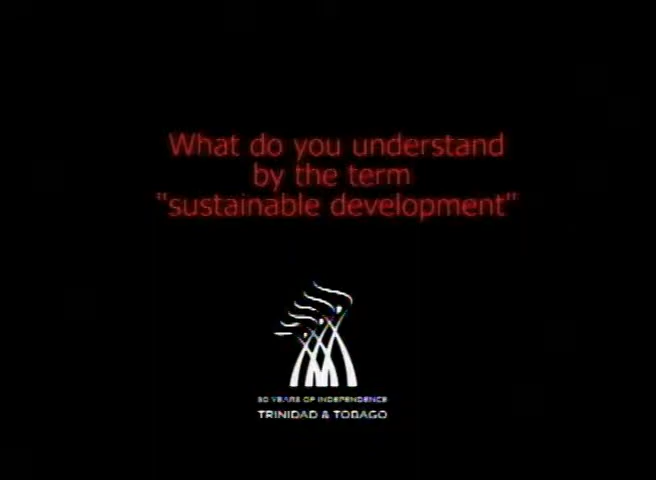 What do you understand
by the term
"sustainable development"
50 YEARS OF INDEPENDENCE
TRINIDAD & TOBAGO